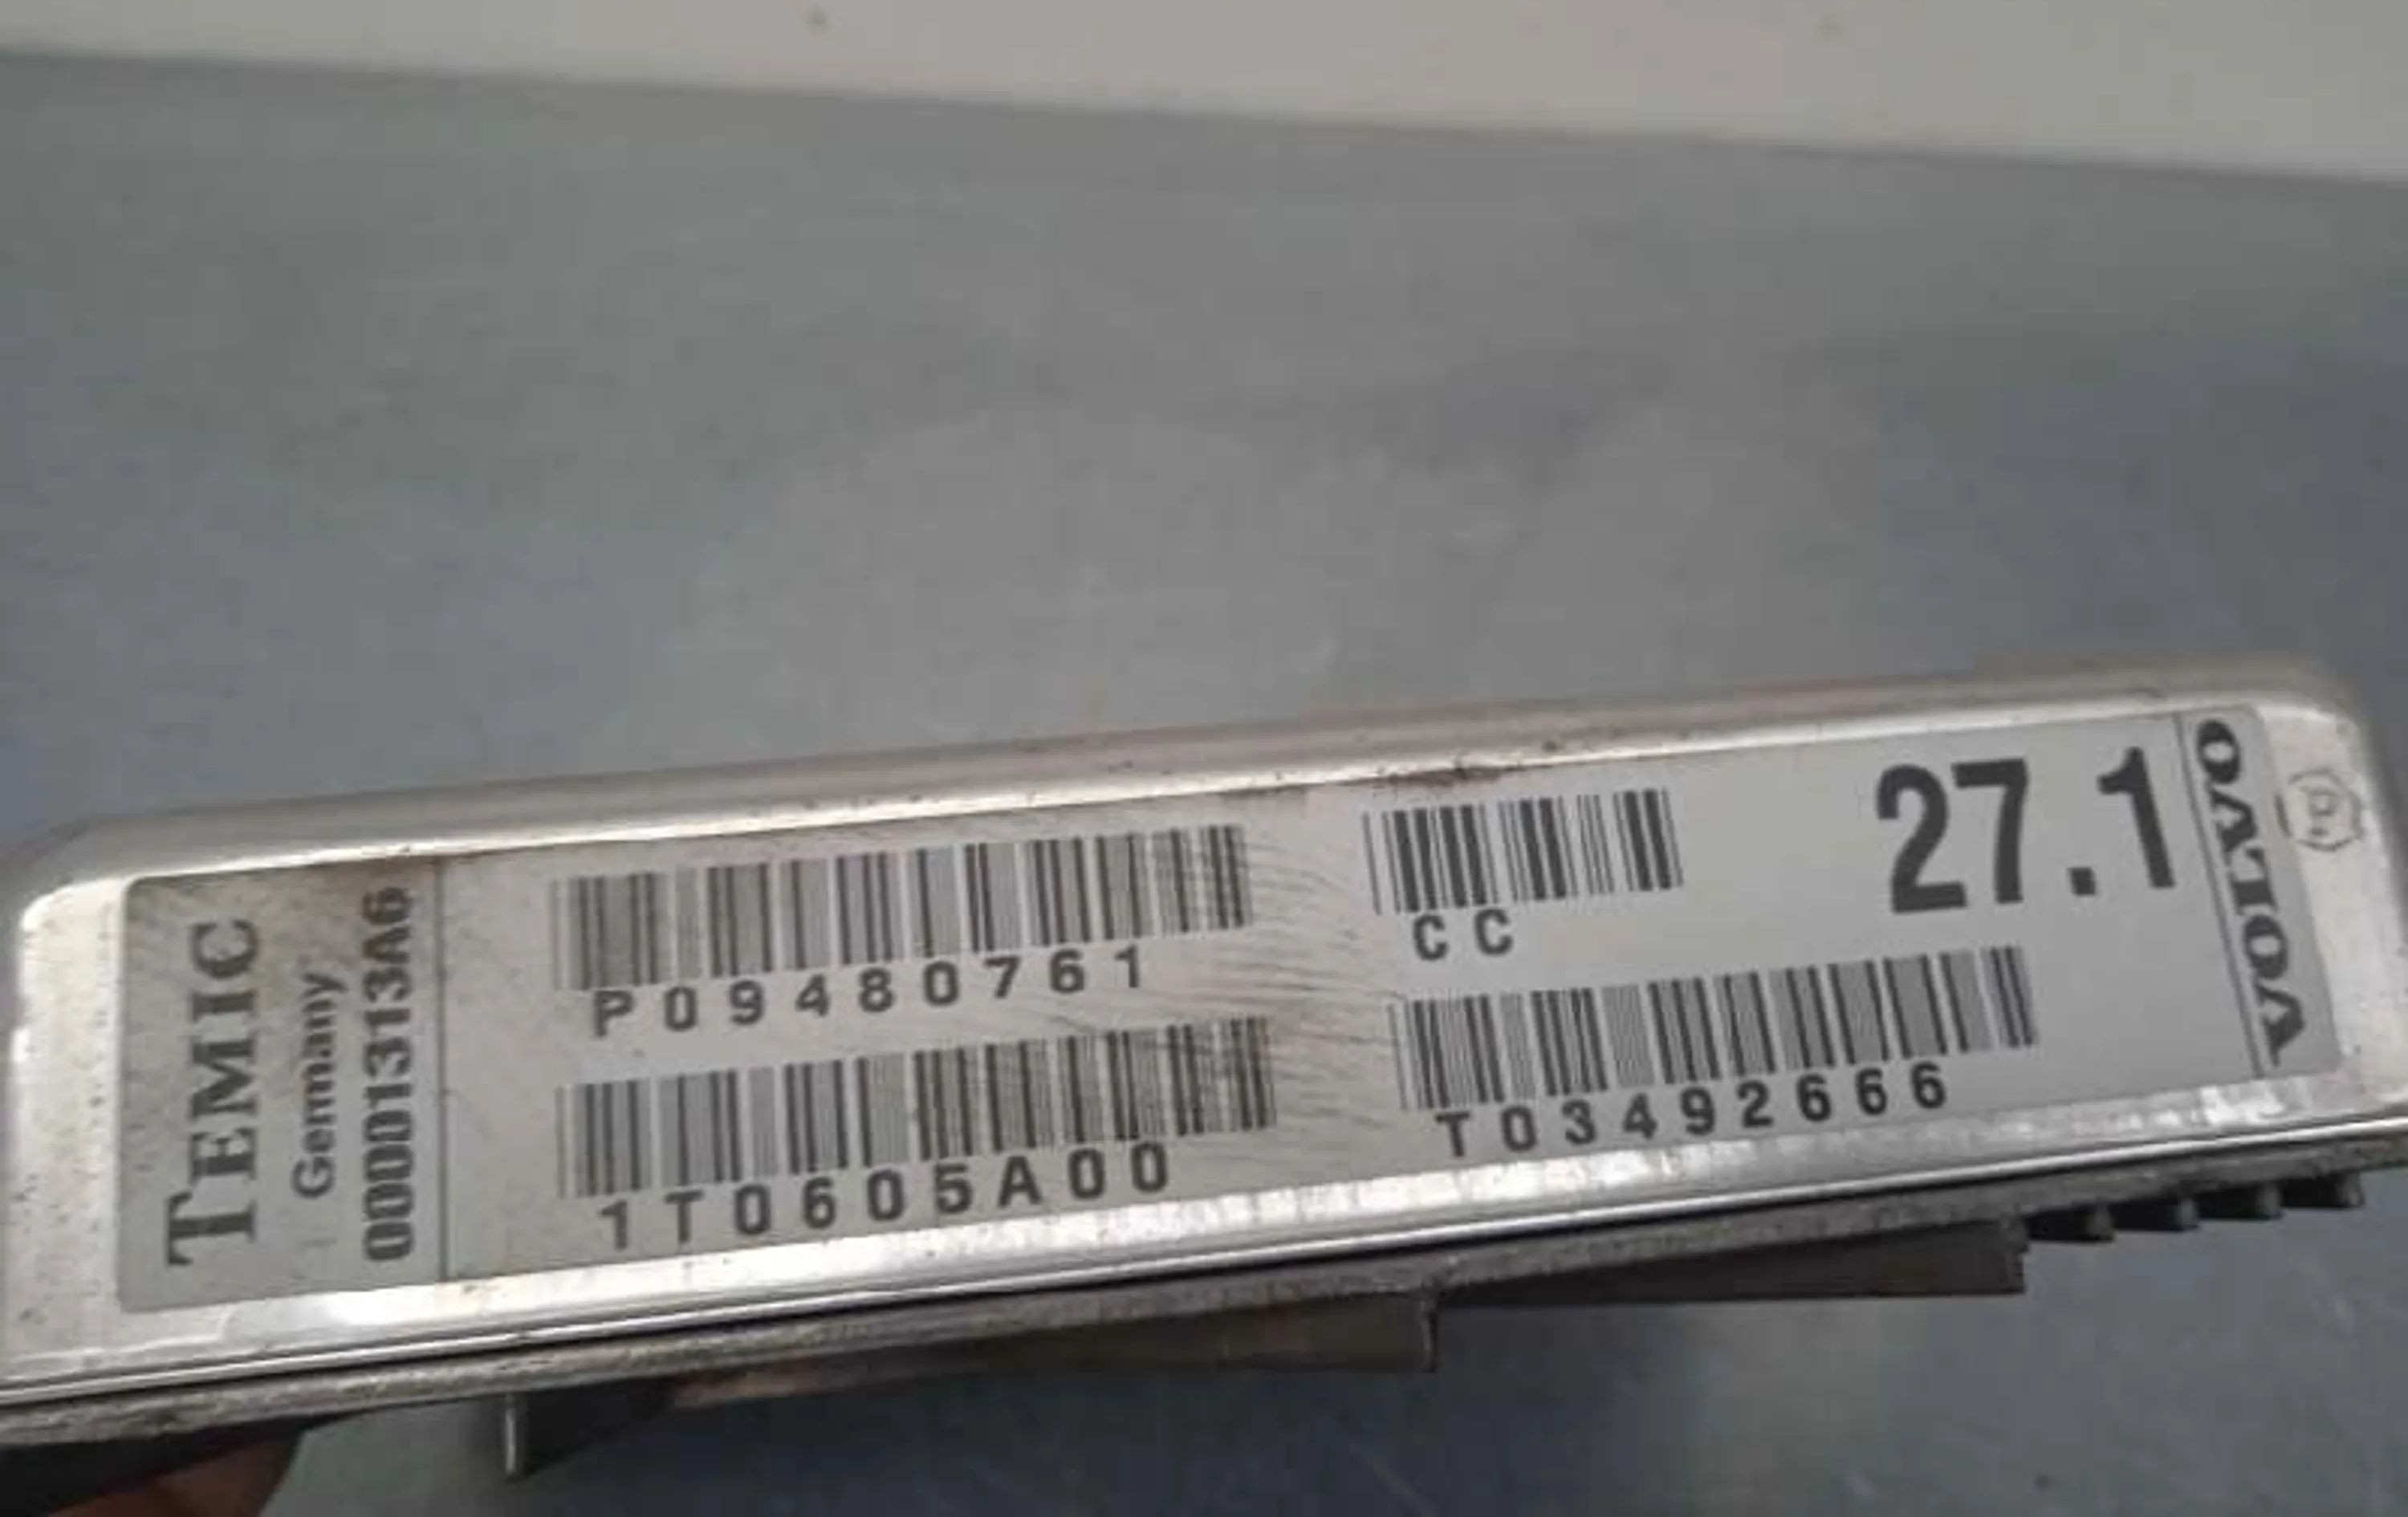 TEMIC
Germany
00001313A6
P09480761
1T0605A00
CC
T03492666
27.1
VOLVO